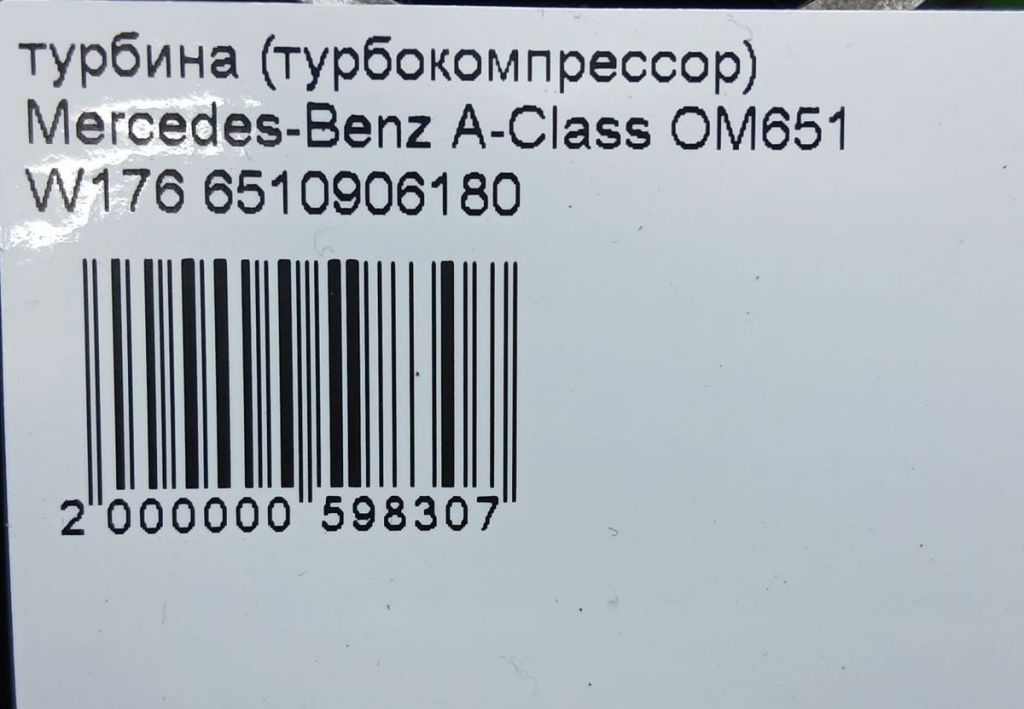 турбина (турбокомпрессор)
Mercedes-Benz A-Class OM651
W176 6510906180
2 000000 598307